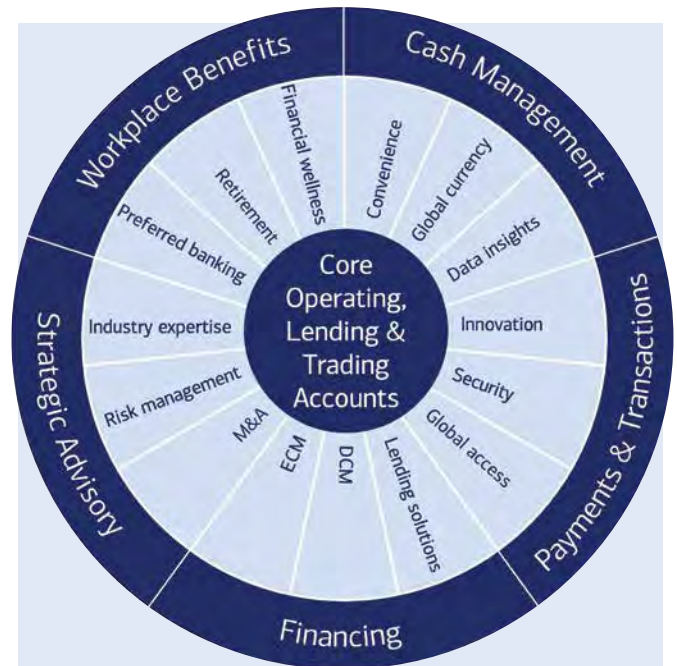 Workplace Benefits
Cash Management
Payments & Transactions
Financing
Strategic Advisory
Financial wellness
Convenience
Global currency
Data insights
Innovation
Security
Global access
Lending solutions
DCM
ECM
M&A
Risk management
Industry expertise
Preferred banking
Retirement
Core
Operating,
Lending &
Trading
Accounts